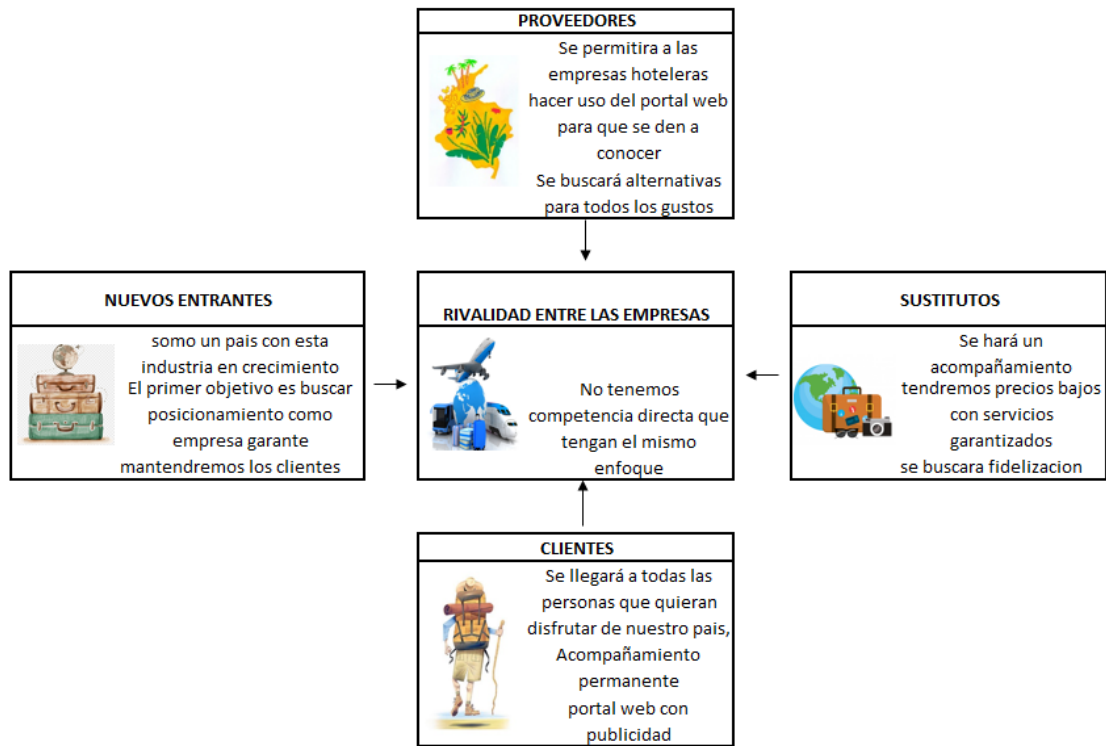 PROVEEDORES
Se permitira a las
empresas hoteleras
hacer uso del portal web
para que se den a
conocer
Se buscará alternativas
para todos los gustos
NUEVOS ENTRANTES
somo un pais con esta
industria en crecimiento
El primer objetivo es buscar
posicionamiento como
empresa garante
mantendremos los clientes
RIVALIDAD ENTRE LAS EMPRESAS
No tenemos
competencia directa que
tengan el mismo
enfoque
SUSTITUTOS
Se hará un
acompañamiento
tendremos precios bajos
con servicios
garantizados
se buscara fidelizacion
CLIENTES
Se llegará a todas las
personas que quieran
disfrutar de nuestro pais,
Acompañamiento
permanente
portal web con
publicidad